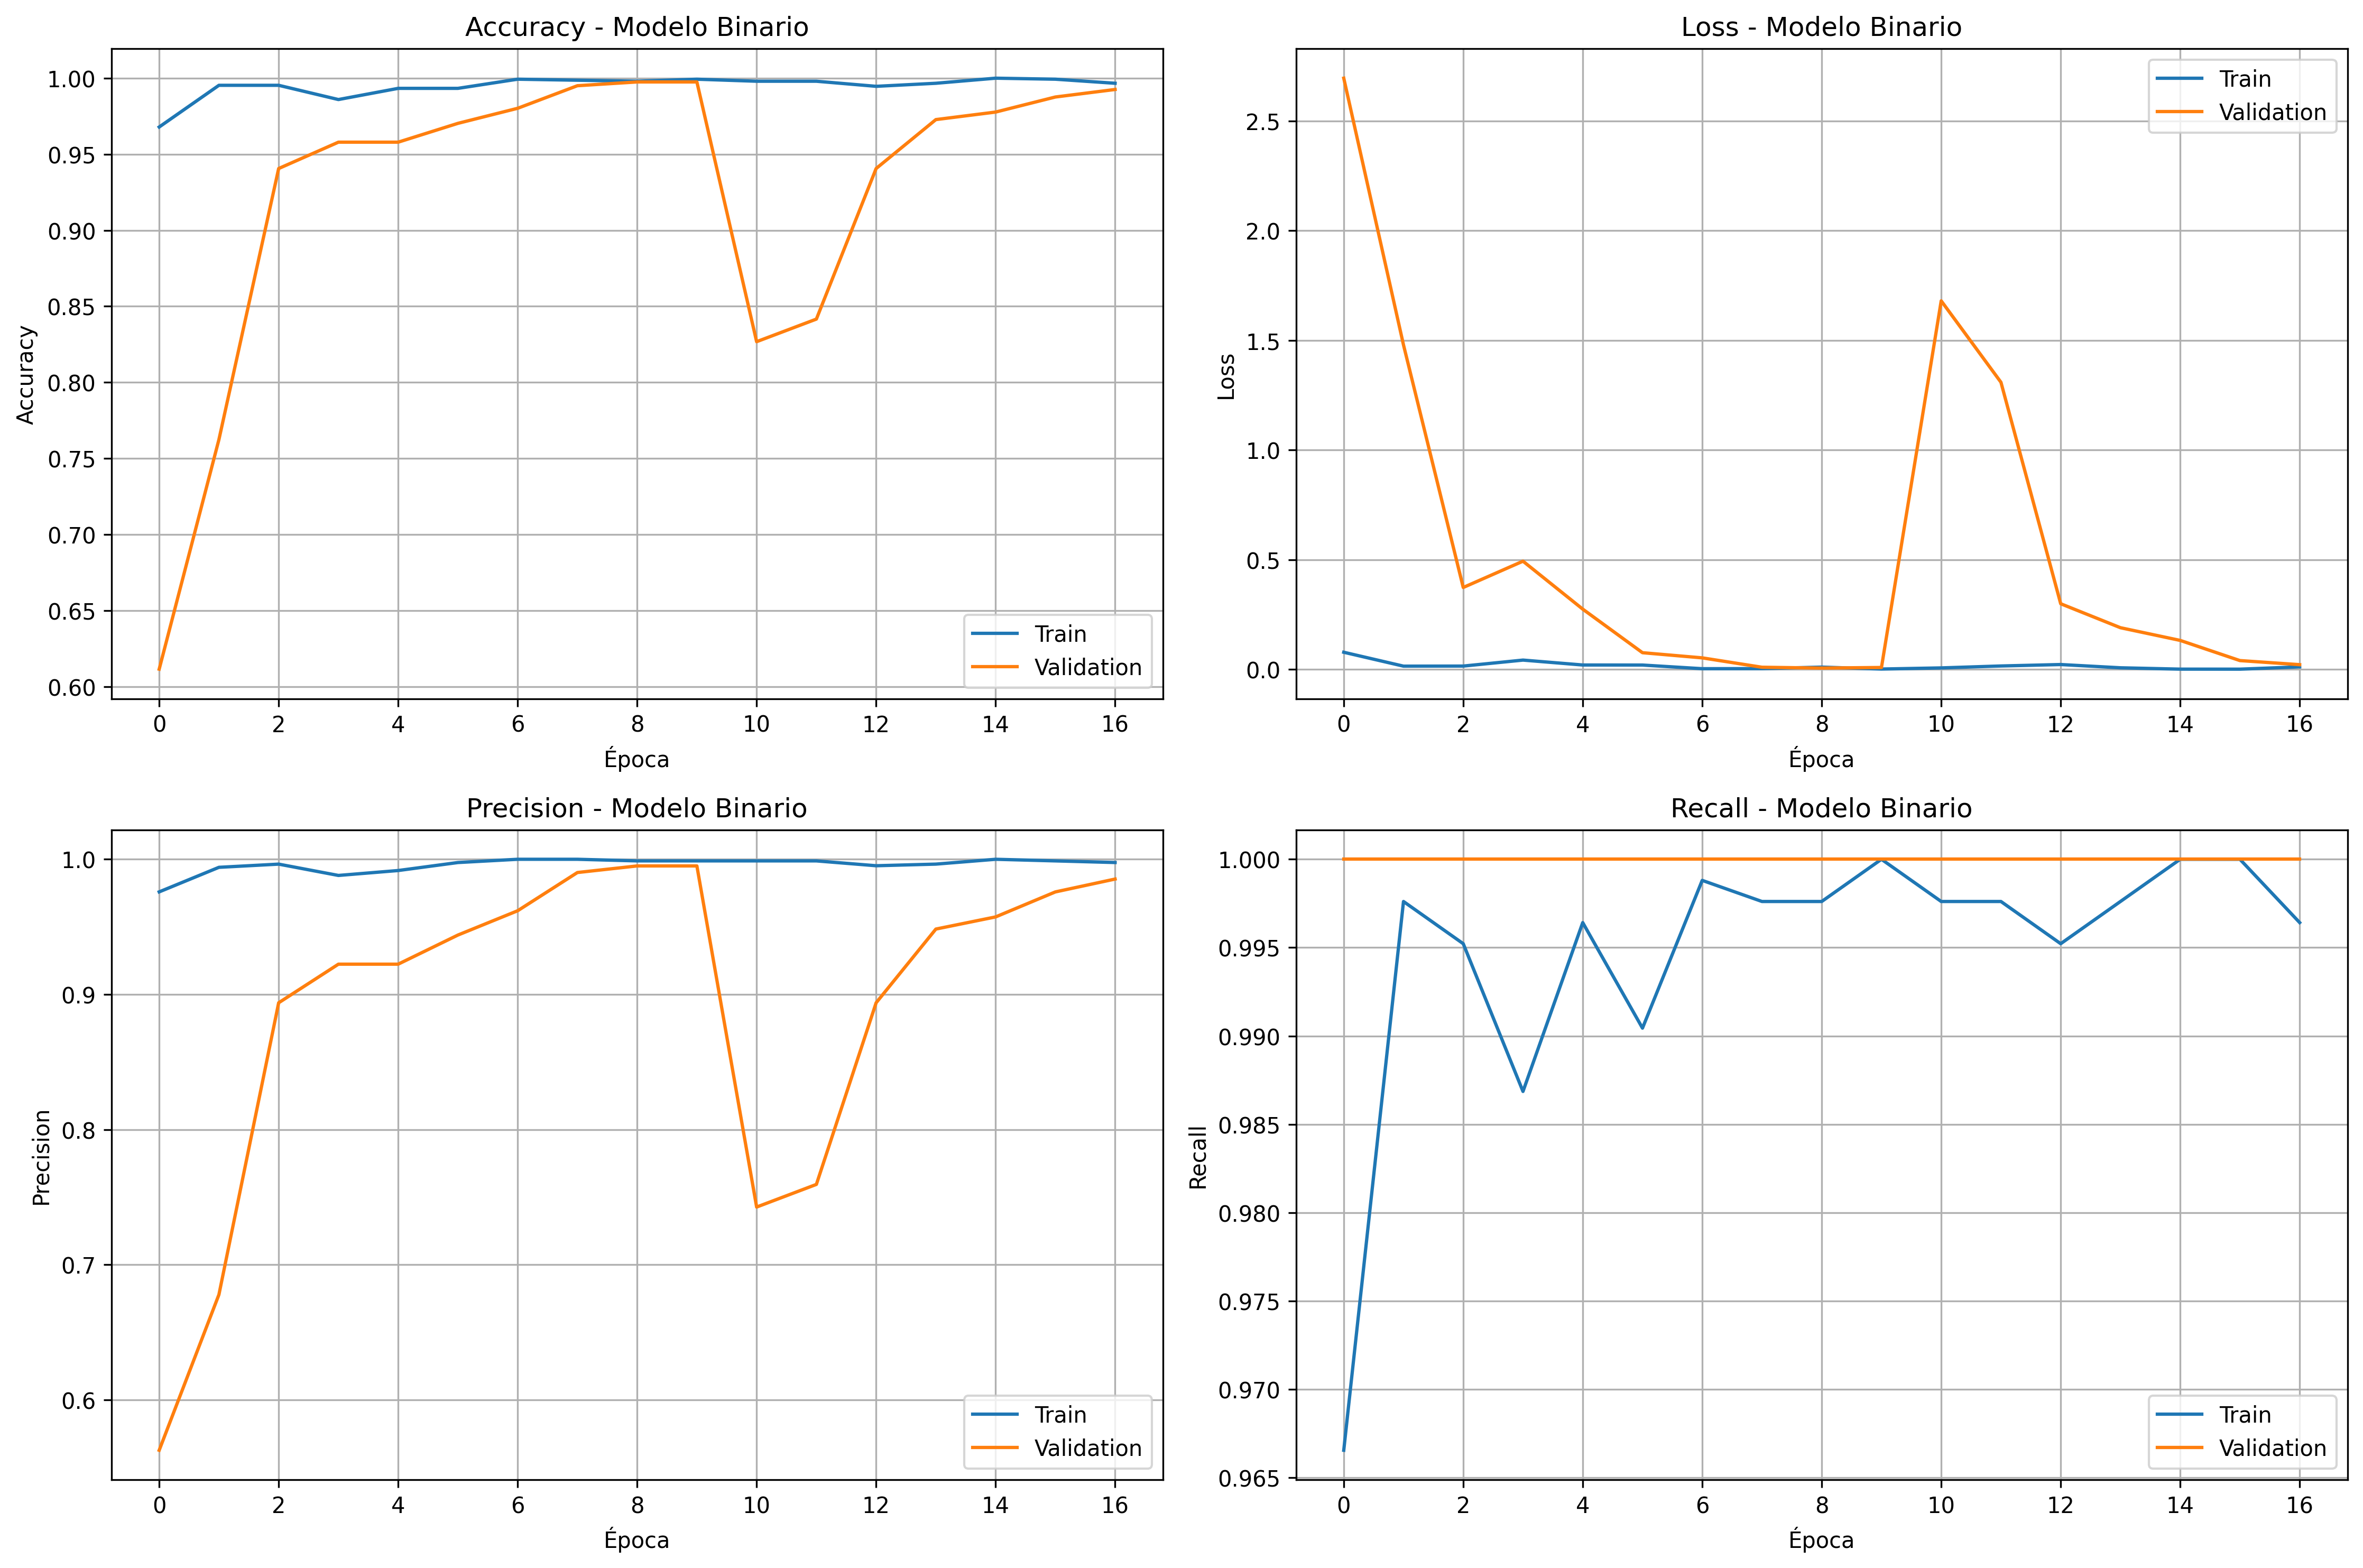 Accuracy - Modelo Binario
Accuracy
1.00
0.95
0.90
0.85
0.80
0.75
0.70
0.65
0.60
0 2 4 6 8 10 12 14 16
Época
Train
Validation
Loss - Modelo Binario
Loss
2.5
2.0
1.5
1.0
0.5
0.0
0 2 4 6 8 10 12 14 16
Época
Train
Validation
Precision - Modelo Binario
Precision
1.0
0.9
0.8
0.7
0.6
0 2 4 6 8 10 12 14 16
Época
Train
Validation
Recall - Modelo Binario
Recall
1.000
0.995
0.990
0.985
0.980
0.975
0.970
0.965
0 2 4 6 8 10 12 14 16
Época
Train
Validation